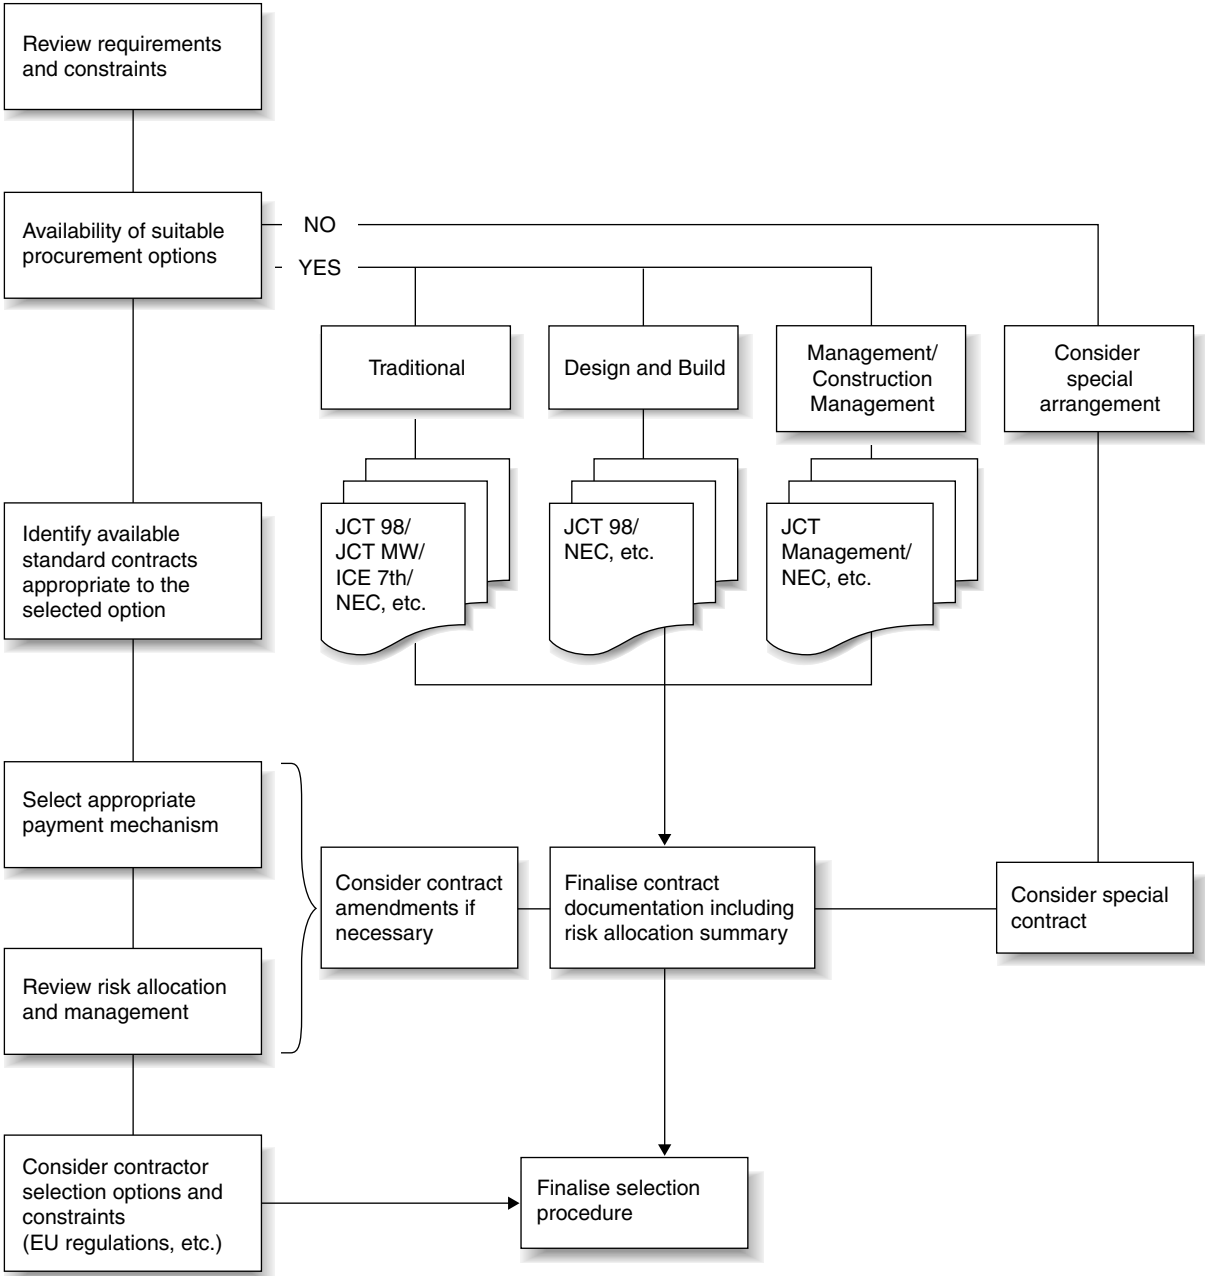 Review requirements
and constraints
Availability of suitable
procurement options
NO
YES
Traditional
Design and Build
Management/
Construction
Management
Consider
special
arrangement
Identify available
standard contracts
appropriate to the
selected option
JCT 98/
JCT MW/
ICE 7th/
NEC, etc.
JCT 98/
NEC, etc.
JCT
Management/
NEC, etc.
Select appropriate
payment mechanism
Consider contract
amendments if
necessary
Finalise contract
documentation including
risk allocation summary
Consider special
contract
Review risk allocation
and management
Consider contractor
selection options and
constraints
(EU regulations, etc.)
Finalise selection
procedure